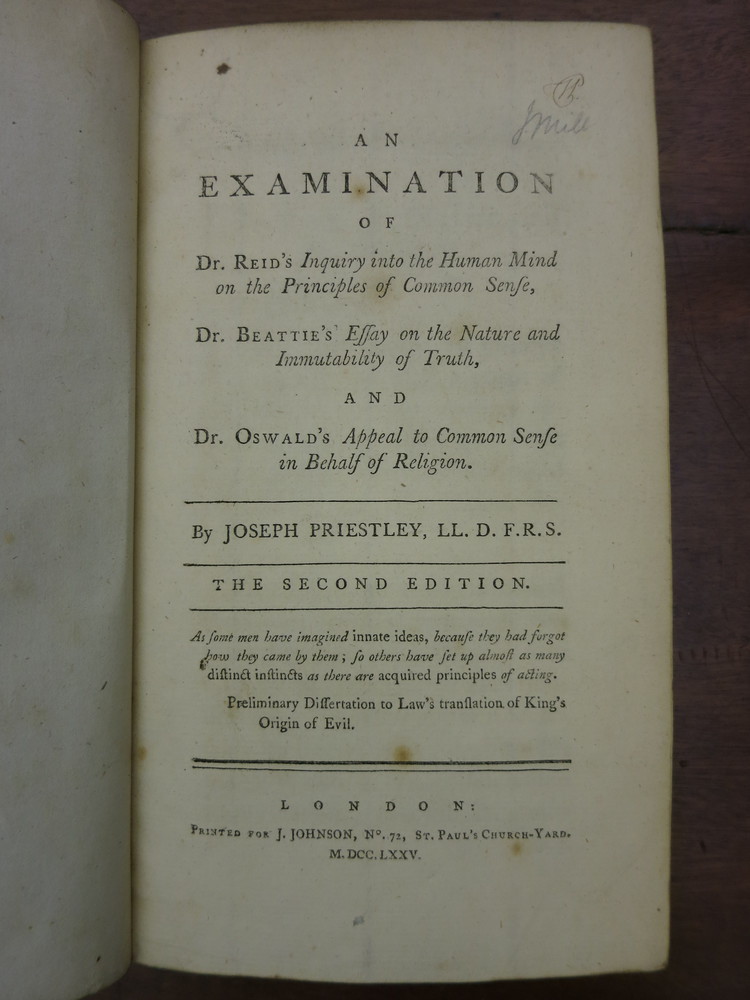 J Mill
AN
EXAMINATION
OF
Dr. REID'S Inquiry into the Human Mind
on the Principles of Common Senſe,
Dr. BEATTIE'S Eſſay on the Nature and
Immutability of Truth,
AND
Dr. OSWALD'S Appeal to Common Senſe
in Behalf of Religion.
By JOSEPH PRIESTLEY, LL. D. F.R.S.
THE SECOND EDITION.
As ſome men have imagined innate ideas, becauſe they had forgot
how they came by them; ſo others have ſet up almoſt as many
diſtinct inſtincts as there are acquired principles of acting.
Preliminary Diſſertation to Law's tranſlation of King's
Origin of Evil.
LONDON:
PRINTED FOR J. JOHNSON, Nº. 72, ST. PAUL'S CHURCH-YARD.
M.DCC.LXXV.